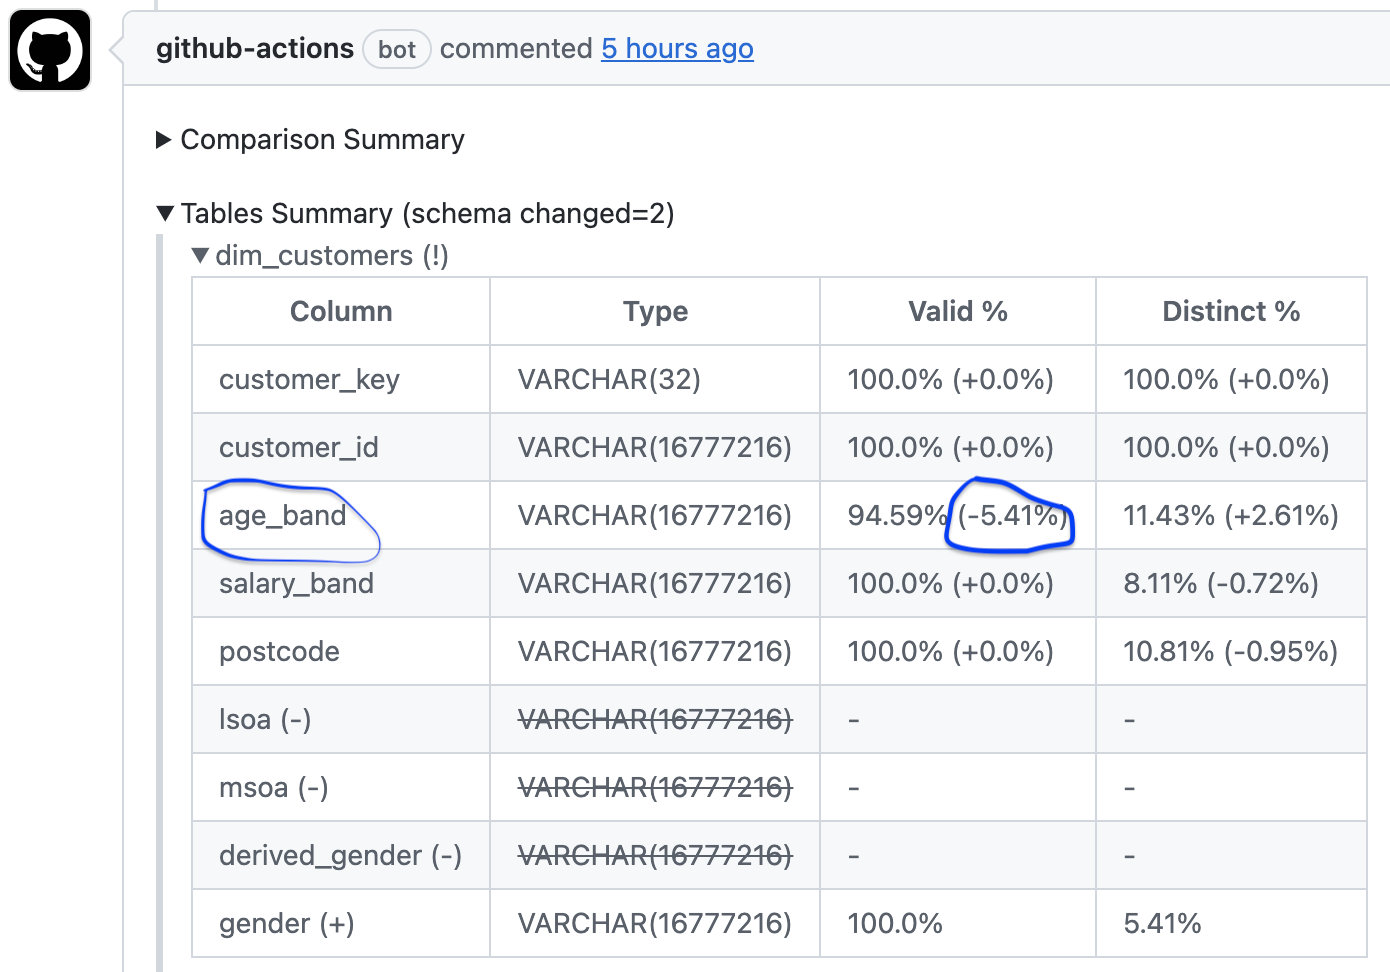 github-actions bot commented 5 hours ago
▶ Comparison Summary
▼ Tables Summary (schema changed=2)
▼ dim_customers (!)
Column Type Valid % Distinct %
customer_key VARCHAR(32) 100.0% (+0.0%) 100.0% (+0.0%)
customer_id VARCHAR(16777216) 100.0% (+0.0%) 100.0% (+0.0%)
age_band VARCHAR(16777216) 94.59% (-5.41%) 11.43% (+2.61%)
salary_band VARCHAR(16777216) 100.0% (+0.0%) 8.11% (-0.72%)
postcode VARCHAR(16777216) 100.0% (+0.0%) 10.81% (-0.95%)
lsoa (-) VARCHAR(16777216) - -
msoa (-) VARCHAR(16777216) - -
derived_gender (-) VARCHAR(16777216) - -
gender (+) VARCHAR(16777216) 100.0% 5.41%